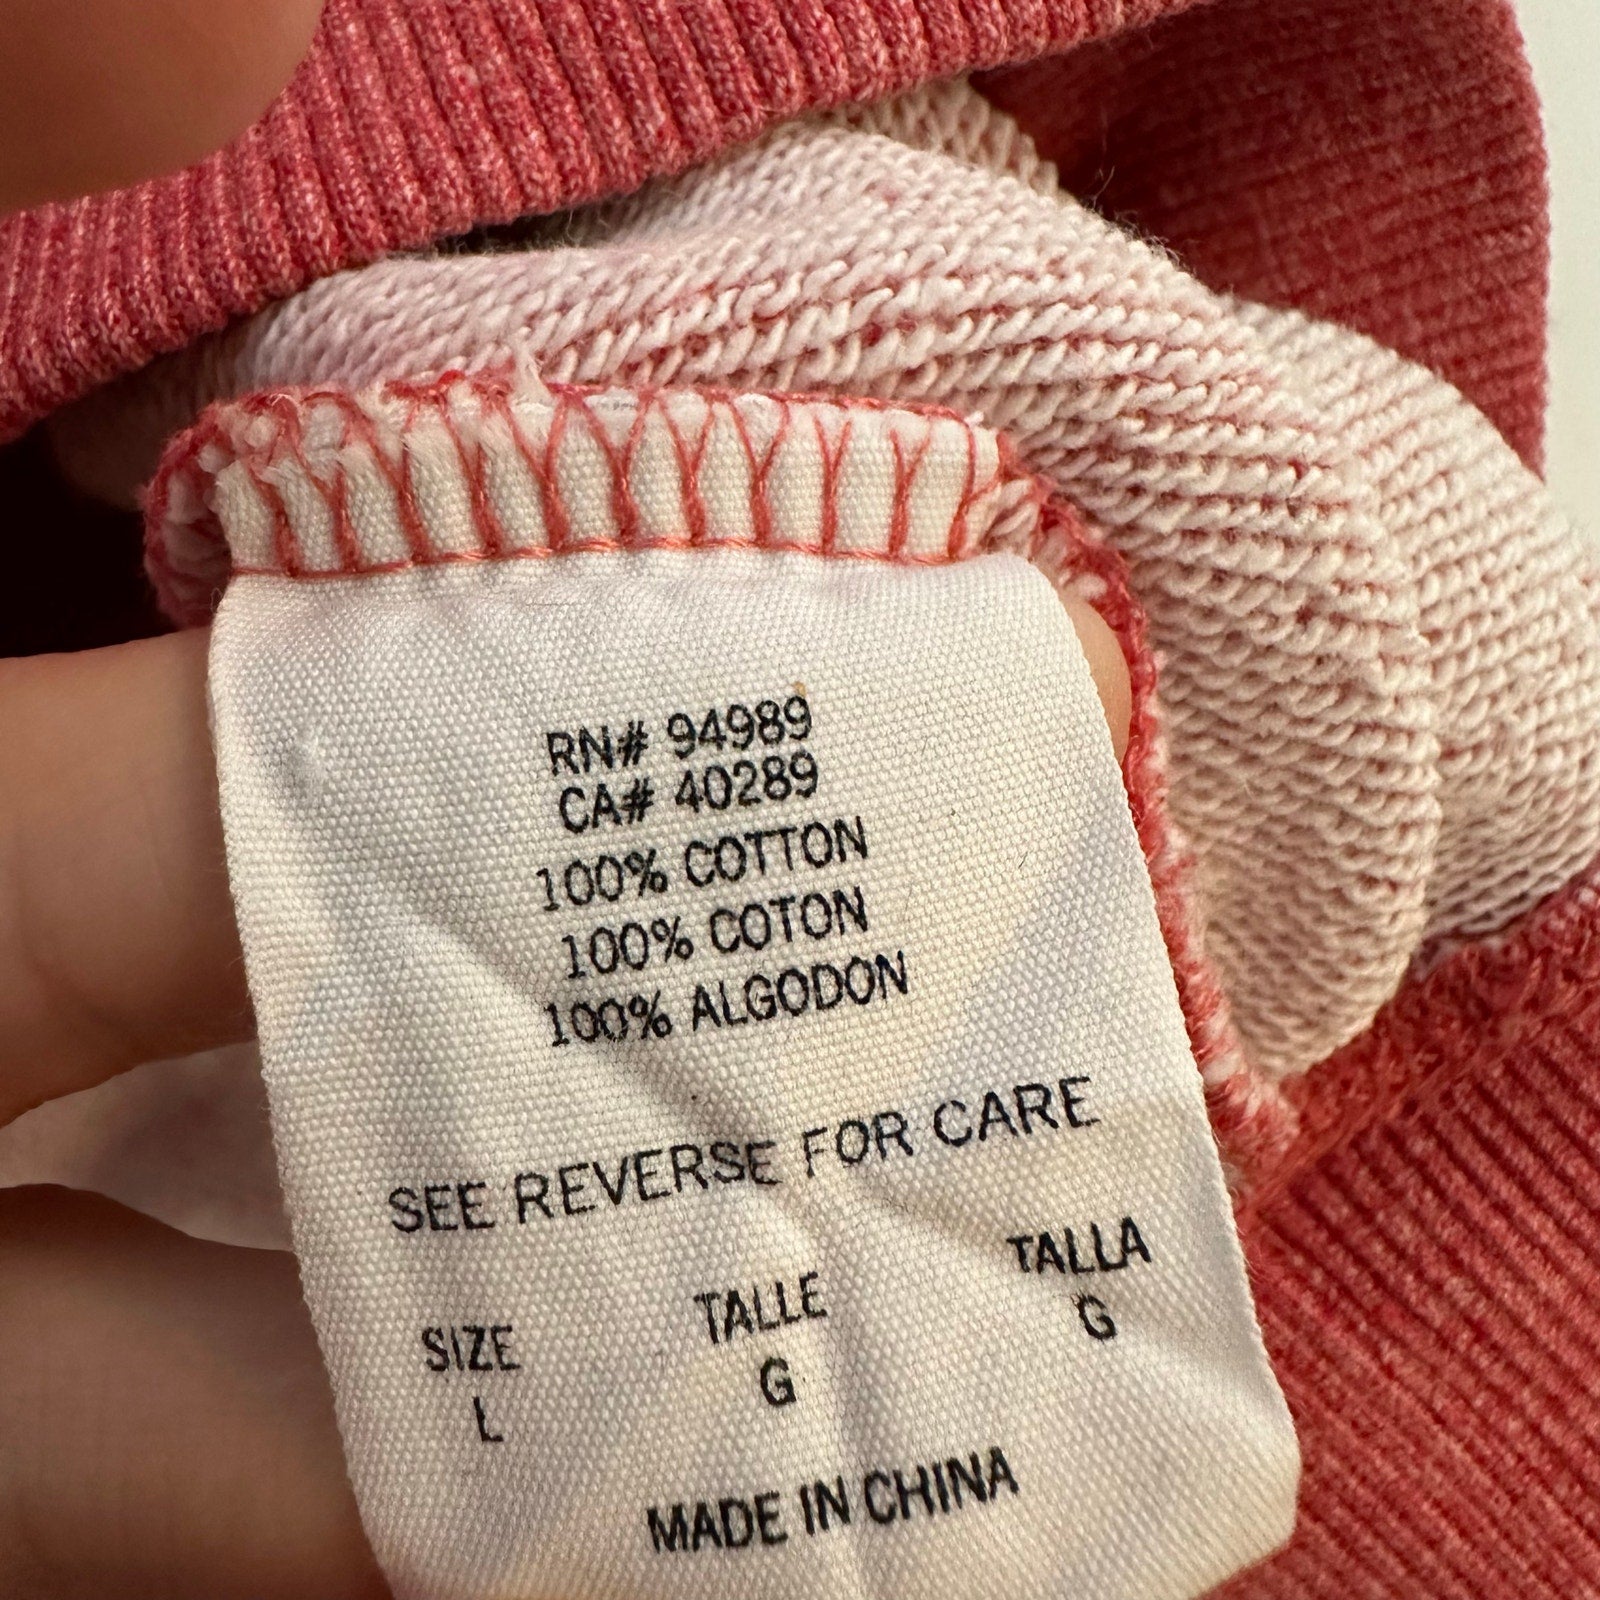 RN# 94989
CA# 40289
100% COTTON
100% COTON
100% ALGODON
SEE REVERSE FOR CARE
SIZE TALLE TALLA
L G G
MADE IN CHINA